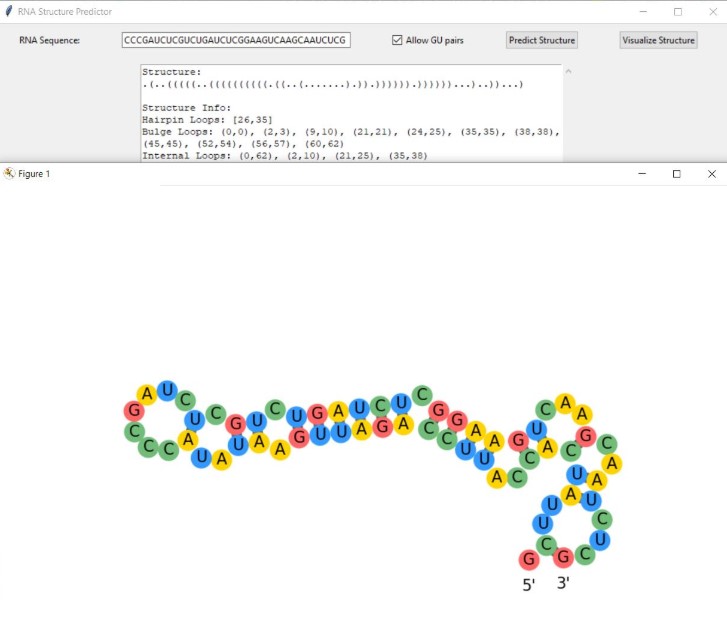 RNA Structure Predictor
RNA Sequence: CCCGAUCUCGUCUGAUCUCGGAAGUCAAGCAAUCUCG Allow GU pairs Predict Structure Visualize Structure
Structure:
.(..(((((..((((((((((.((..(.......).)).)))))).))))))...)..))...)
Structure Info:
Hairpin Loops: [26,35]
Bulge Loops: (0,0), (2,3), (9,10), (21,21), (24,25), (35,35), (38,38),
(45,45), (52,54), (56,57), (60,62)
Internal Loops: (0,62), (2,10), (21,25), (35,38)
Figure 1
G C U U A U C A C C A U U C C A G A U U G A A U A U A C C C G A U C U C G U C U G A U C U C G G A A G U C A A G C A A U C U C G
5' 3'